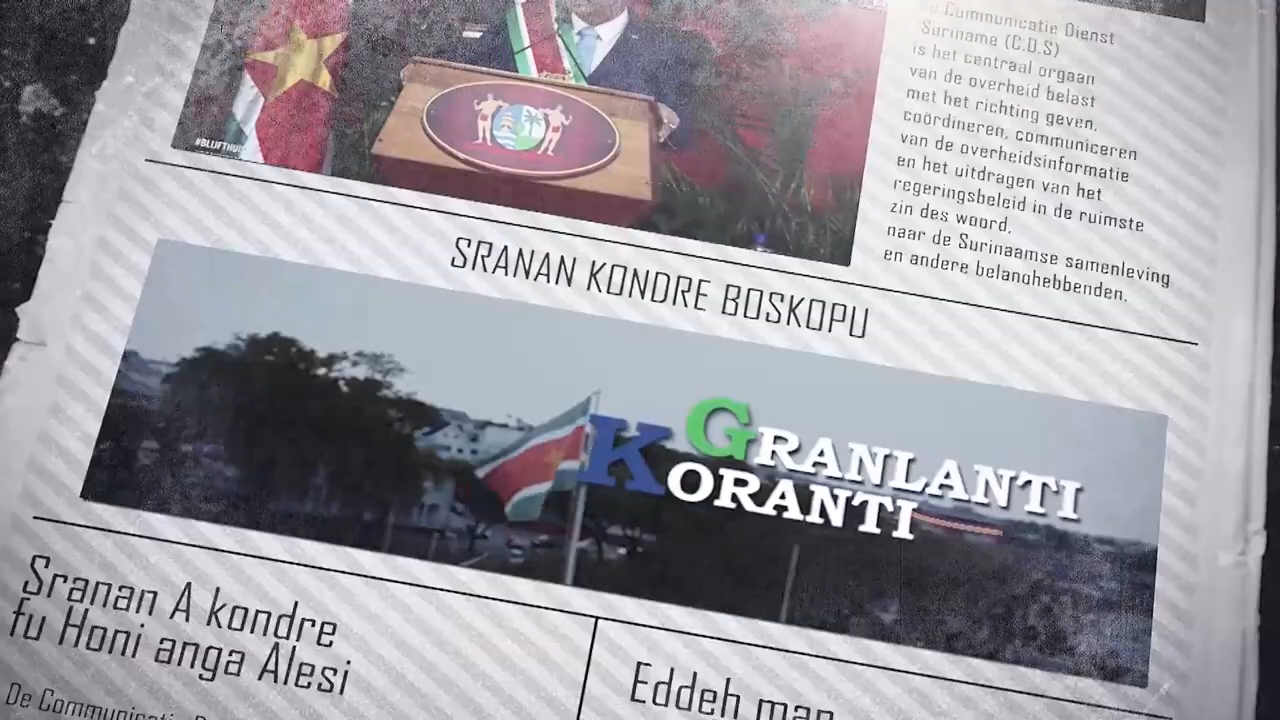 #BLUFTHUIS
Communicatie Dienst
Suriname (C.D.S)
is het centraal orgaan
van de overheid belast
met het richting geven,
coördineren, communiceren
van de overheidsinformatie
en het uitdragen van het
regeringsbeleid in de ruimste
zin des woord,
naar de Surinaamse samenleving
en andere belanghebbenden.
SRANAN KONDRE BOSKOPU
GRANLANTI
KORANTI
Sranan A kondre
fu Honi anga Alesi
Eddeh man
De Communicatie